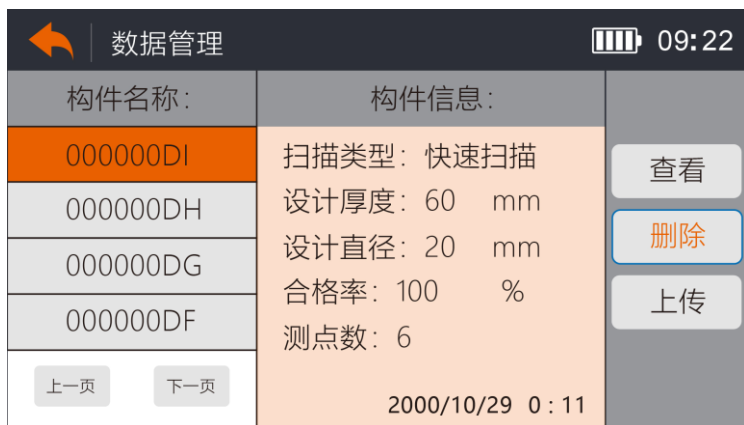 数据管理
09:22
构件名称:
000000DI
000000DH
000000DG
000000DF
上一页 下一页
构件信息:
扫描类型: 快速扫描
设计厚度: 60 mm
设计直径: 20 mm
合格率: 100 %
测点数: 6
2000/10/29 0:11
查看
删除
上传